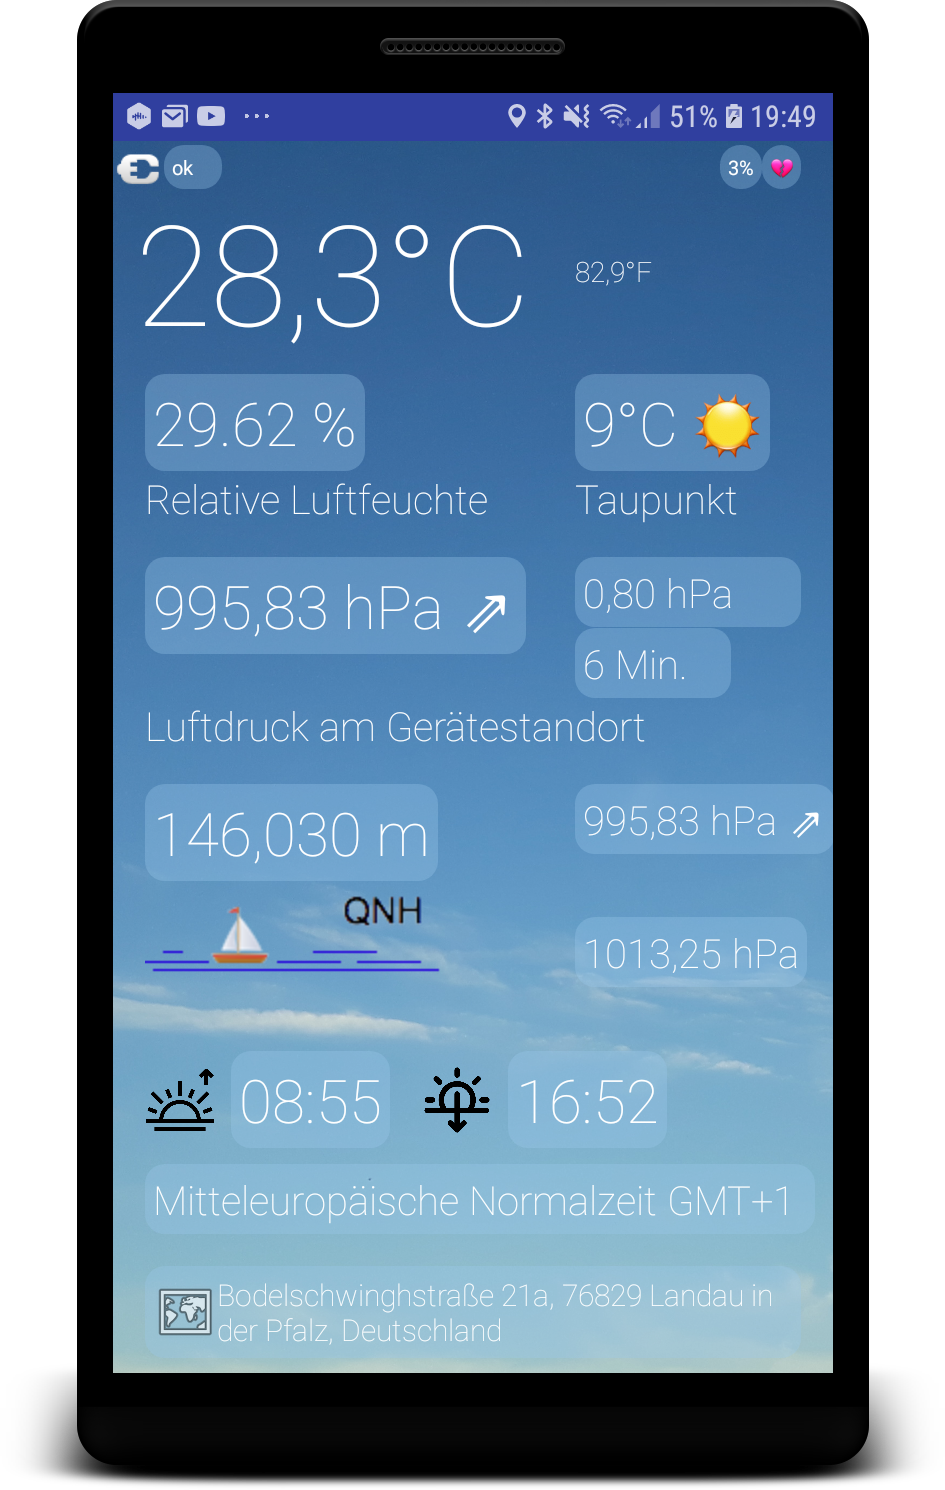 51% 19:49
ok 3%
28,3°C 82,9°F
29.62 % 9°C
Relative Luftfeuchte Taupunkt
995,83 hPa 0,80 hPa
6 Min.
Luftdruck am Gerätestandort
146,030 m 995,83 hPa
QNH
1013,25 hPa
08:55 16:52
Mitteleuropäische Normalzeit GMT+1
Bodelschwinghstraße 21a, 76829 Landau in
der Pfalz, Deutschland